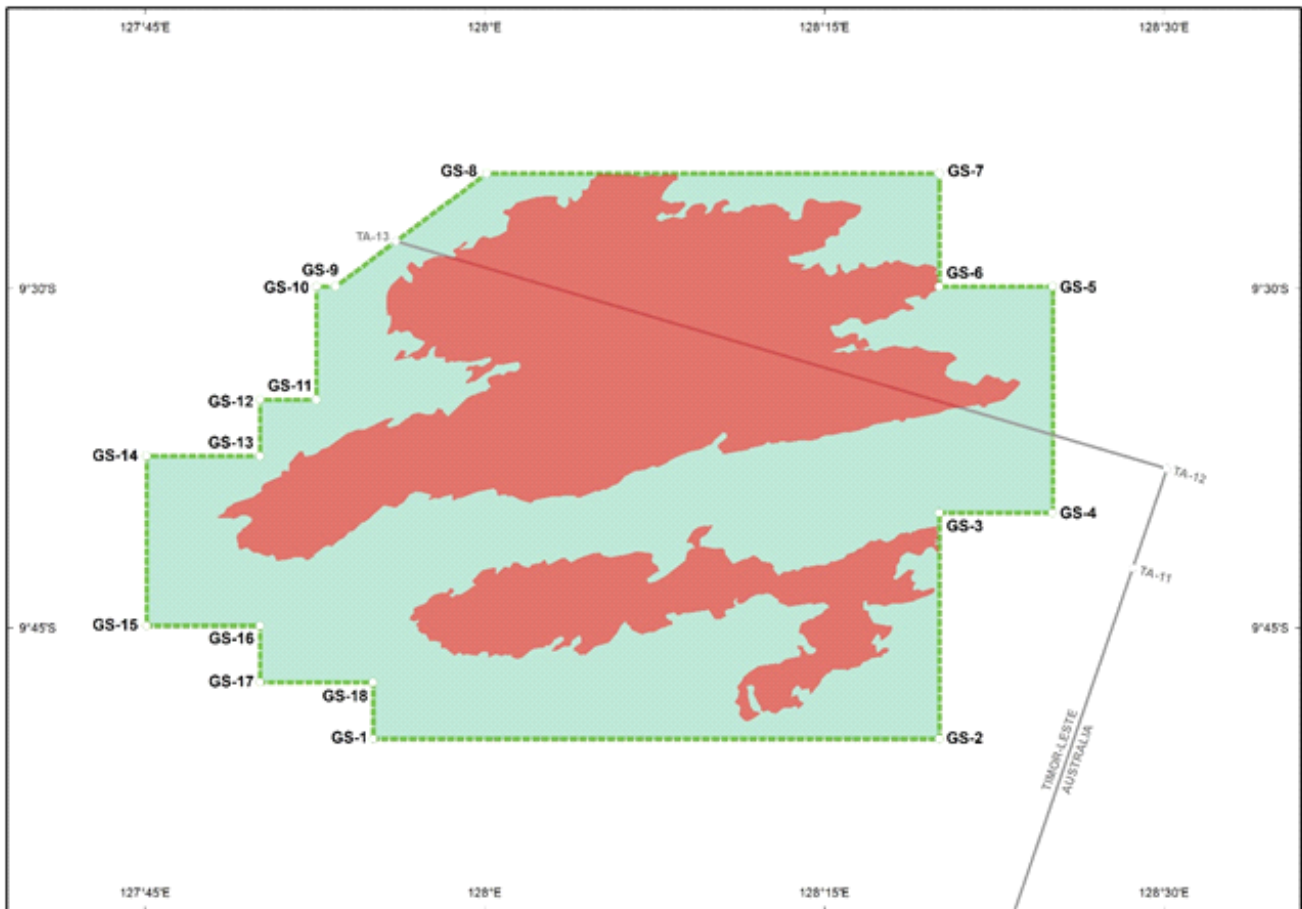 127°45'E 128°E 128°15'E 128°30'E
GS-8 GS-7
TA-13
GS-9 GS-6
9°30'S GS-10 GS-5 9°30'S
GS-11
GS-12
GS-13
GS-14
TA-12
GS-3 GS-4
TA-11
9°45'S GS-15 9°45'S
GS-16
GS-17
GS-18
GS-1 GS-2
TIMOR-LESTE
AUSTRALIA
127°45'E 128°E 128°15'E 128°30'E